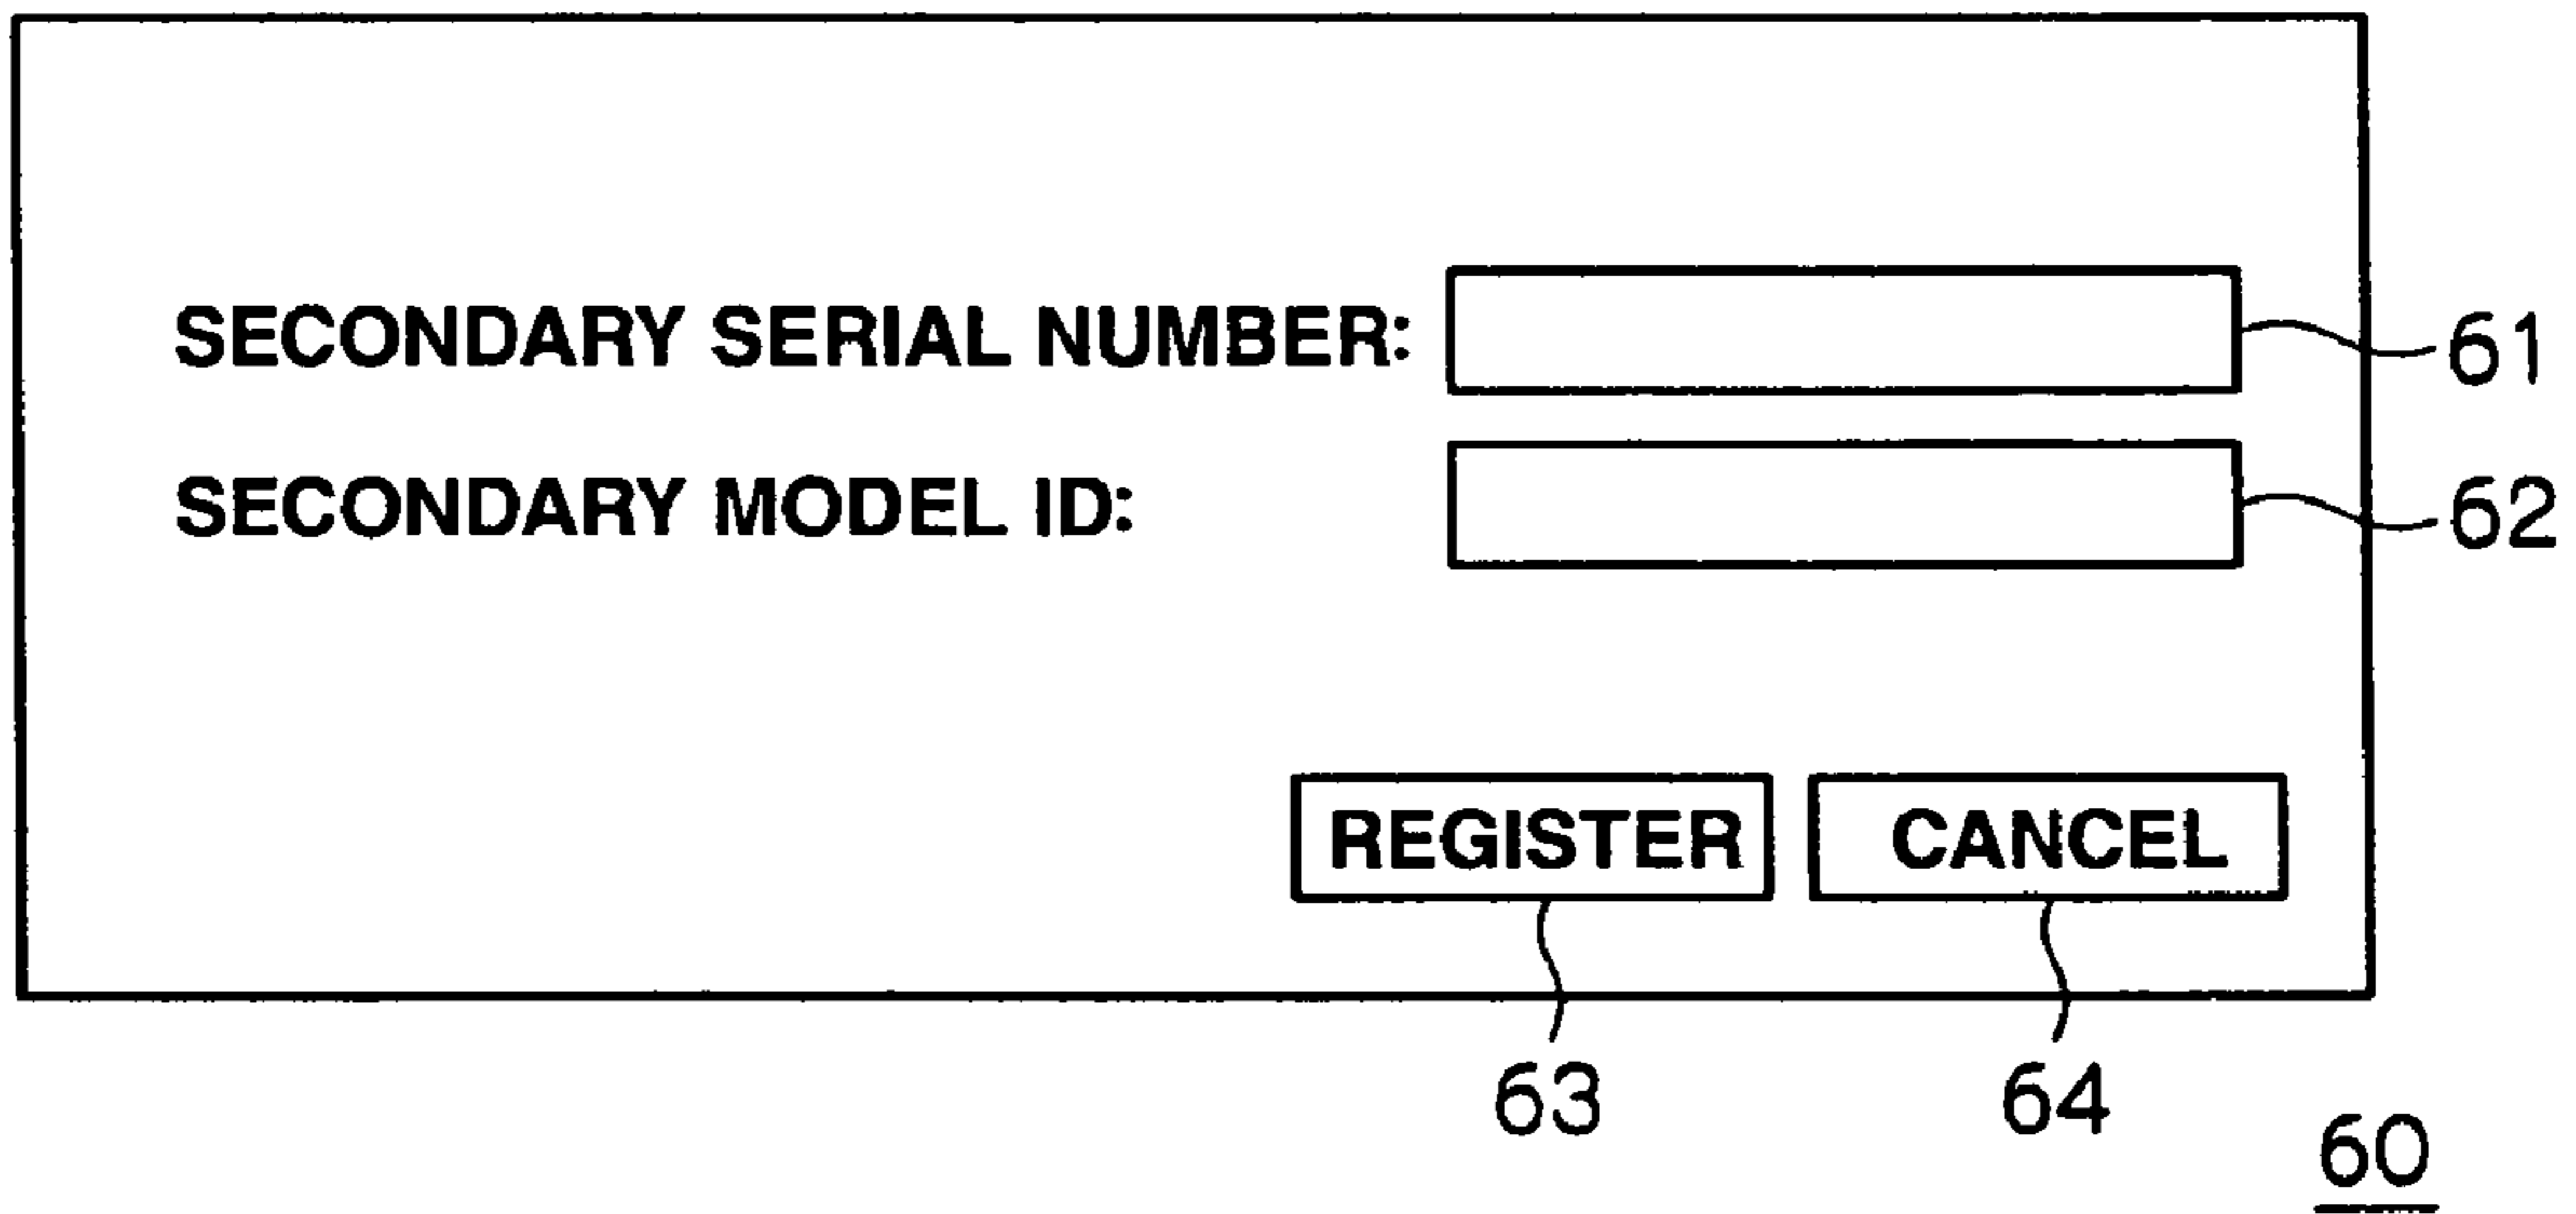 SECONDARY SERIAL NUMBER: 61
SECONDARY MODEL ID: 62
REGISTER CANCEL
63 64
60